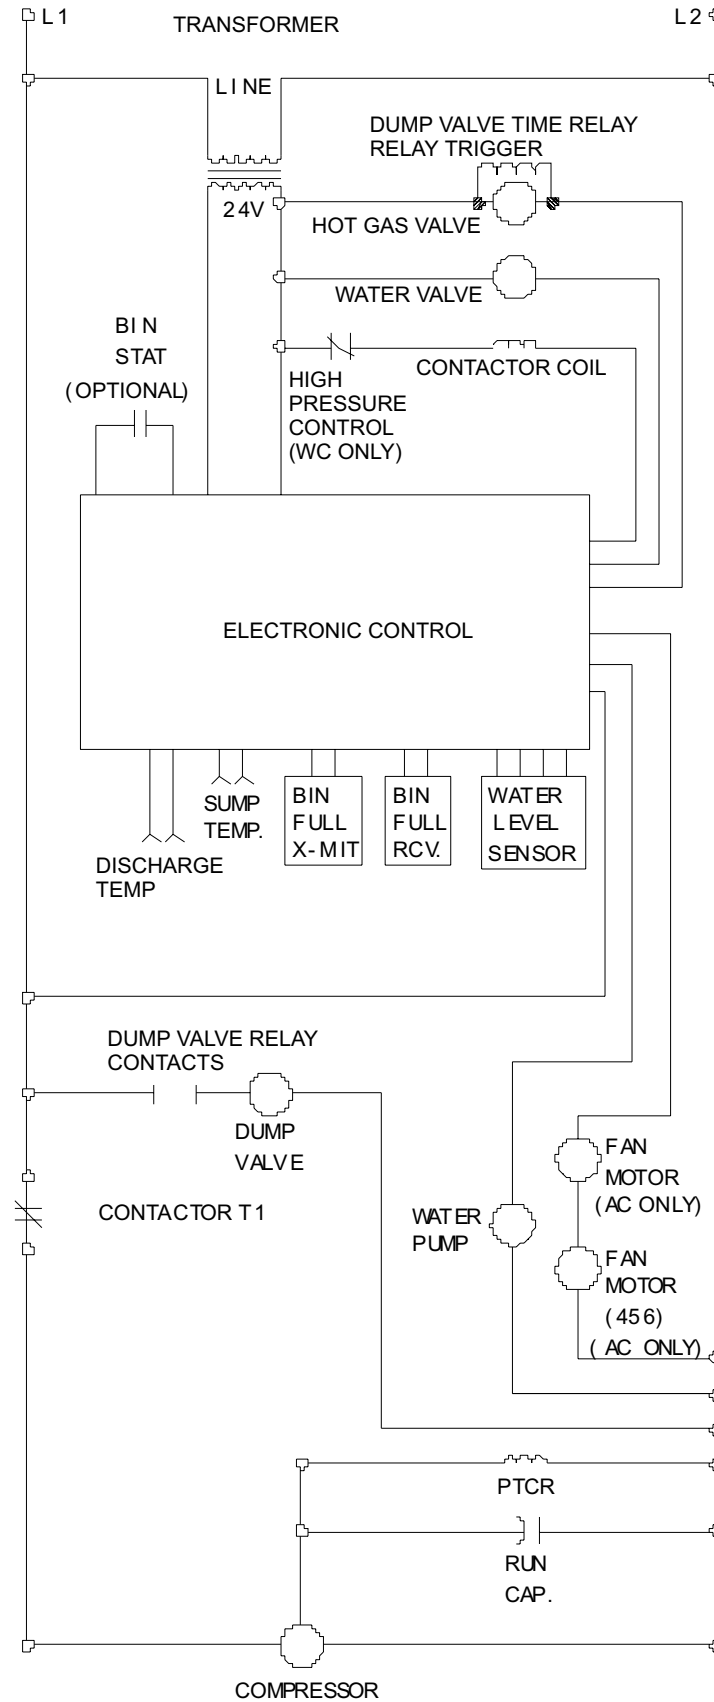 L1
TRANSFORMER
L2
LINE
DUMP VALVE TIME RELAY
RELAY TRIGGER
24V
HOT GAS VALVE
WATER VALVE
BIN
STAT
(OPTIONAL)
CONTACTOR COIL
HIGH
PRESSURE
CONTROL
(WC ONLY)
ELECTRONIC CONTROL
SUMP
TEMP.
BIN
FULL
X-MIT
BIN
FULL
RCV.
WATER
LEVEL
SENSOR
DISCHARGE
TEMP
DUMP VALVE RELAY
CONTACTS
DUMP
VALVE
FAN
MOTOR
(AC ONLY)
CONTACTOR T1
WATER
PUMP
FAN
MOTOR
(456)
(AC ONLY)
PTCR
RUN
CAP.
COMPRESSOR